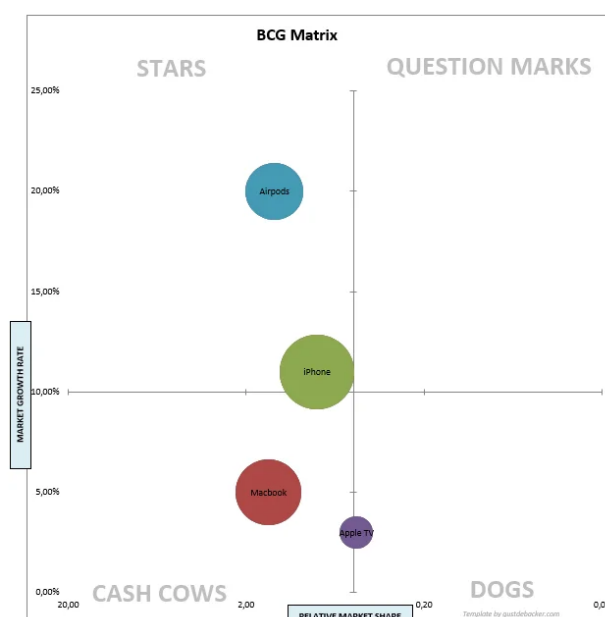 BCG Matrix
STARS
QUESTION MARKS
25,00%
20,00%
Airpods
15,00%
iPhone
MARKET GROWTH RATE
10,00%
5,00%
Macbook
Apple TV
0,00%
CASH COWS
DOGS
20,00
2,00
0,20
RELATIVE MARKET SHARE
Template by gustdebacker.com